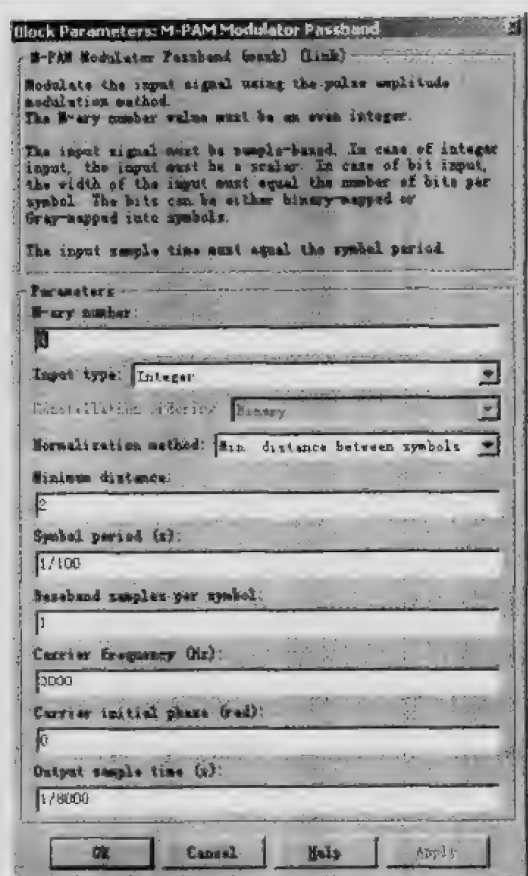 Block Parameters: M-PAM Modulator Passband
M-PAM Modulator Passband (mask) (link)
Modulate the input signal using the pulse amplitude
modulation method.
The M-ary number value must be an even integer.
The input signal must be sample-based. In case of integer
input, the input must be a scalar. In case of bit input,
the width of the input must equal the number of bits per
symbol. The bits can be either binary-mapped or
Gray-mapped into symbols.
The input sample time must equal the symbol period.
Parameters
M-ary number:
Input type: Integer
Constellation ordering: Binary
Normalization method: Min. distance between symbols
Minimum distance:
2
Symbol period (s):
1/100
Baseband samples per symbol:
1
Carrier frequency (Hz):
3000
Carrier initial phase (rad):
0
Output sample time (s):
1/8000
OK Cancel Help Apply